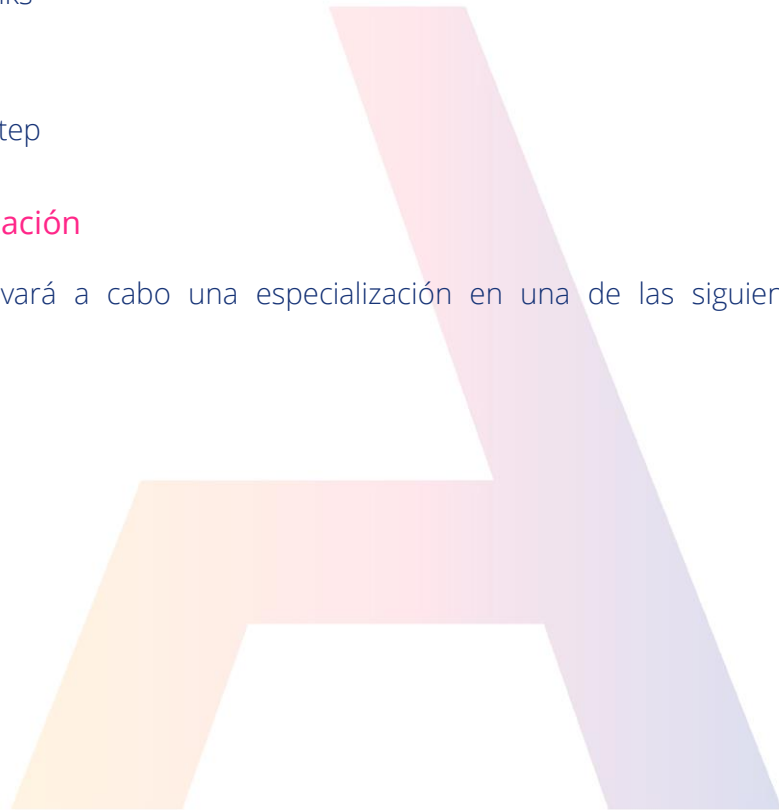 tep
ación
vará a cabo una especialización en una de las siguien